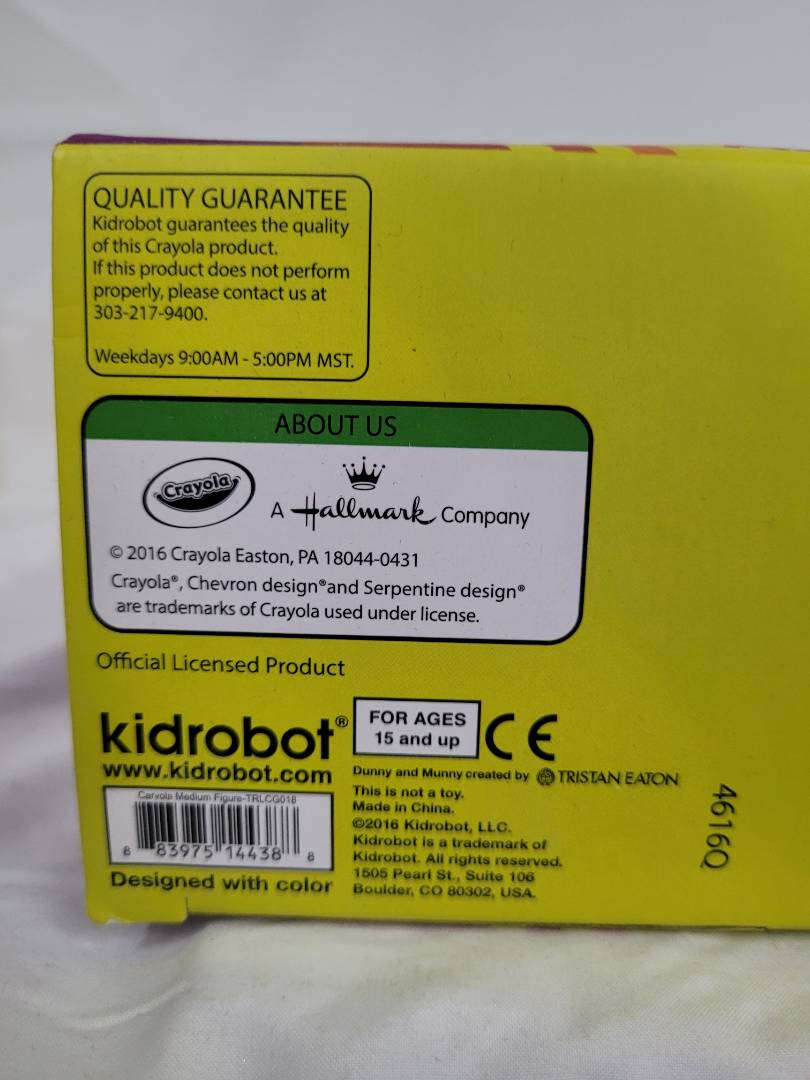 QUALITY GUARANTEE
Kidrobot guarantees the quality
of this Crayola product.
If this product does not perform
properly, please contact us at
303-217-9400.
Weekdays 9:00AM - 5:00PM MST.
ABOUT US
Crayola
A Hallmark Company
© 2016 Crayola Easton, PA 18044-0431
Crayola®, Chevron design®and Serpentine design®
are trademarks of Crayola used under license.
Official Licensed Product
kidrobot®
www.kidrobot.com
FOR AGES
15 and up
CE
Dunny and Munny created by TRISTAN EATON
This is not a toy.
Made in China.
©2016 Kidrobot, LLC.
Kidrobot is a trademark of
Kidrobot. All rights reserved.
1505 Pearl St., Suite 106
Boulder, CO 80302, USA.
Carvola Medium Figure-TRLCG018
8 83975 14438 8
Designed with color
4616Q